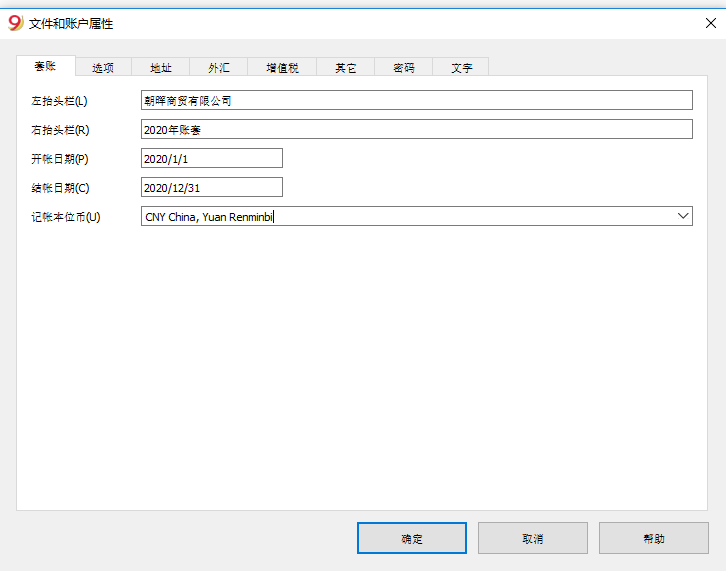 9 文件和账户属性
套账 选项 地址 外汇 增值税 其它 密码 文字
左抬头栏(L) 朝晖商贸有限公司
右抬头栏(R) 2020年账套
开帐日期(P) 2020/1/1
结帐日期(C) 2020/12/31
记帐本位币(U) CNY China, Yuan Renminbi
确定 取消 帮助